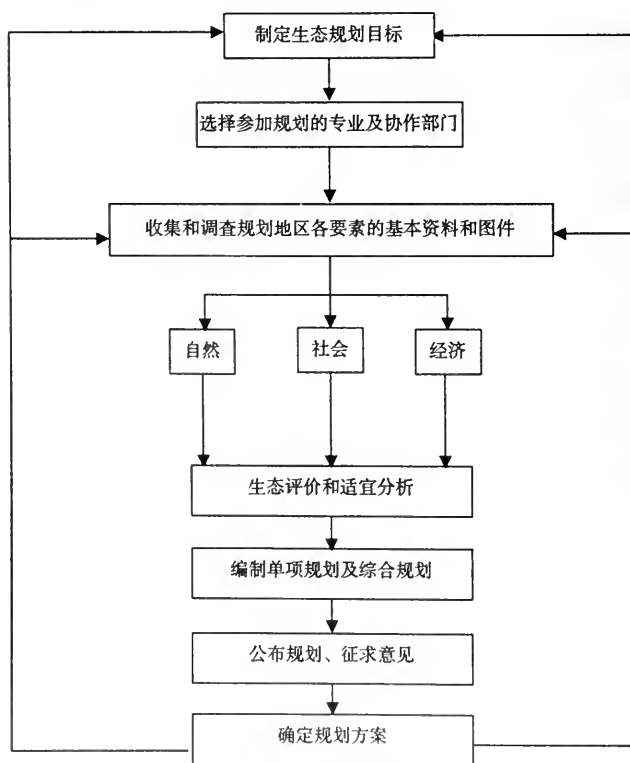 制定生态规划目标
选择参加规划的专业及协作部门
收集和调查规划地区各要素的基本资料和图件
自然
社会
经济
生态评价和适宜分析
编制单项规划及综合规划
公布规划、征求意见
确定规划方案